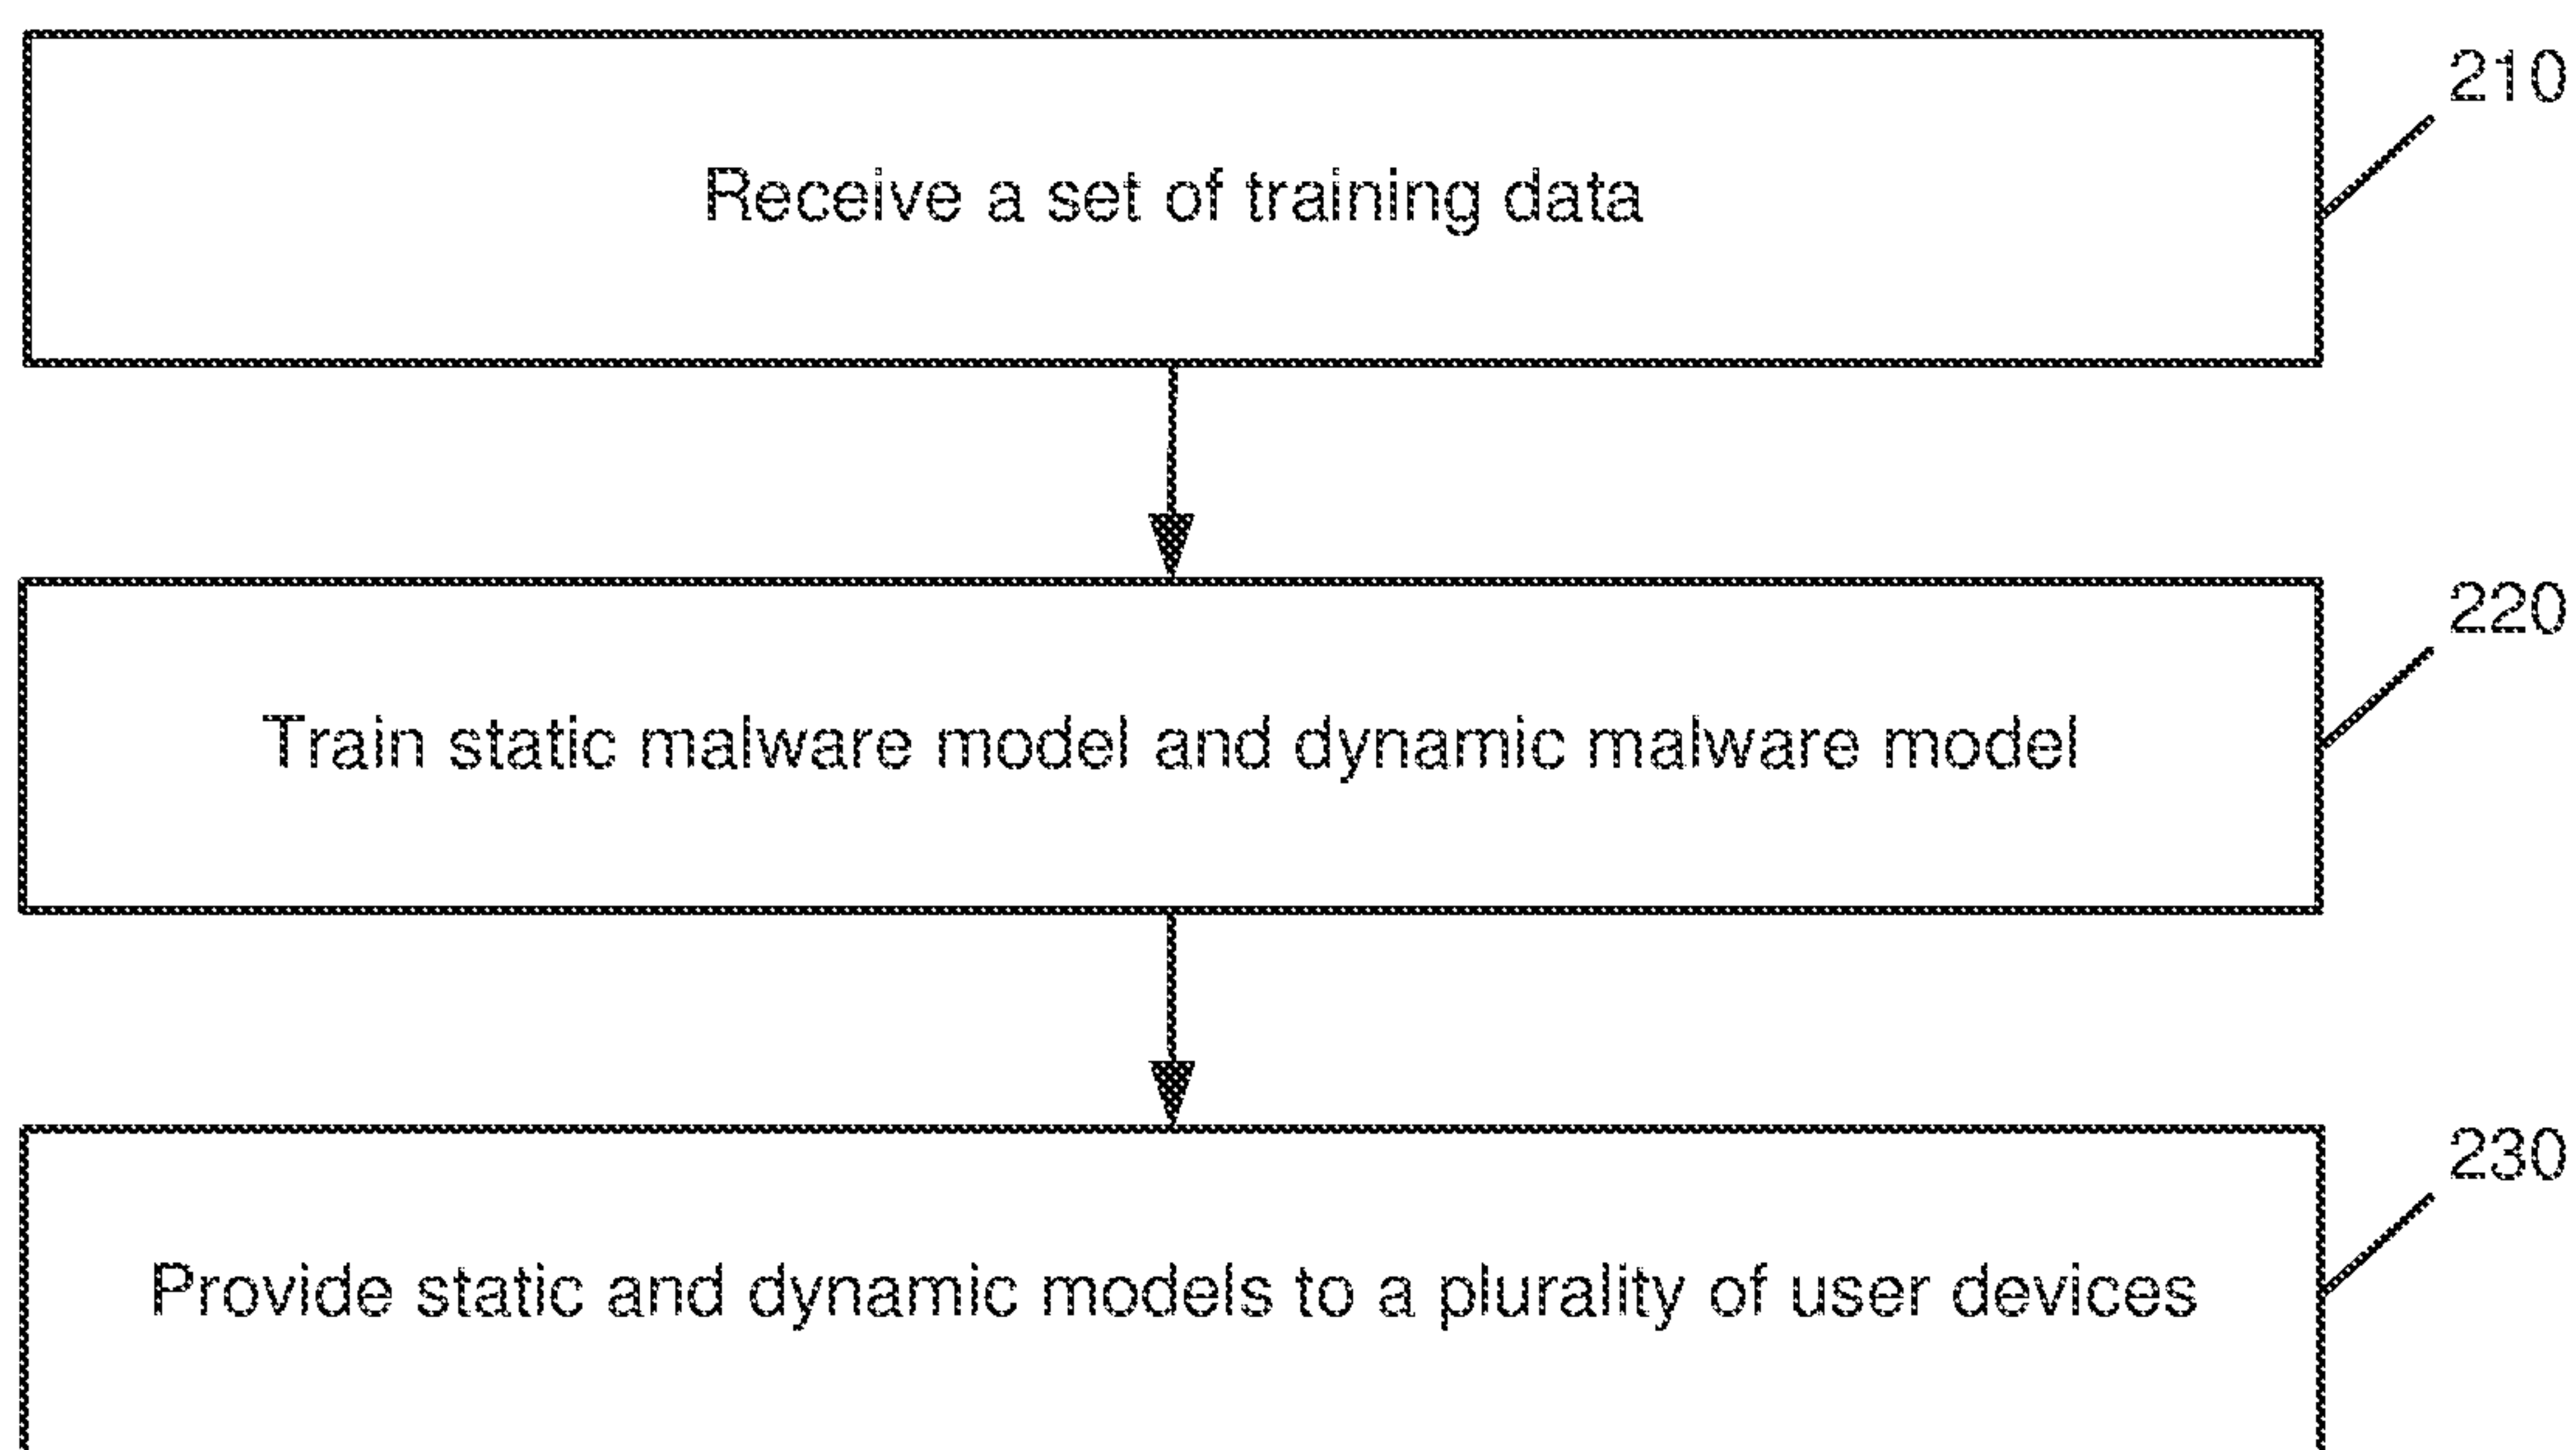 210
Receive a set of training data
220
Train static malware model and dynamic malware model
230
Provide static and dynamic models to a plurality of user devices